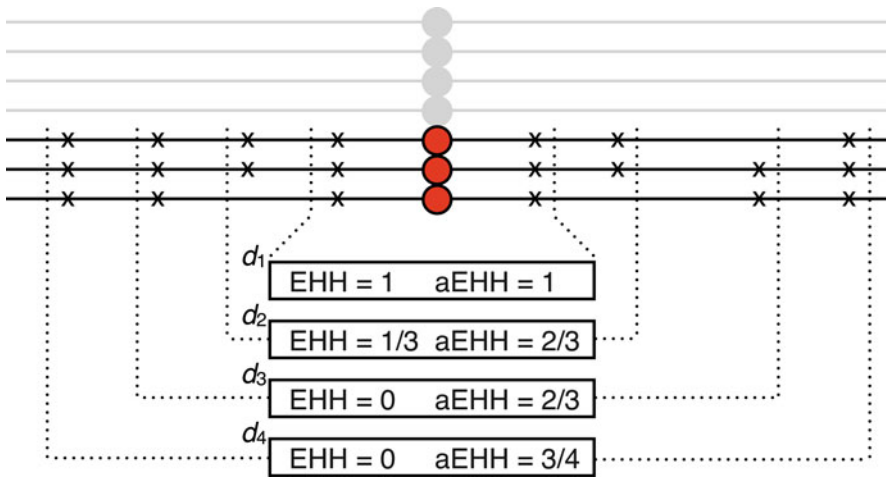 x x x x x x x
x x x x x x x x
x x x x x x
d1
EHH = 1 aEHH = 1
d2
EHH = 1/3 aEHH = 2/3
d3
EHH = 0 aEHH = 2/3
d4
EHH = 0 aEHH = 3/4